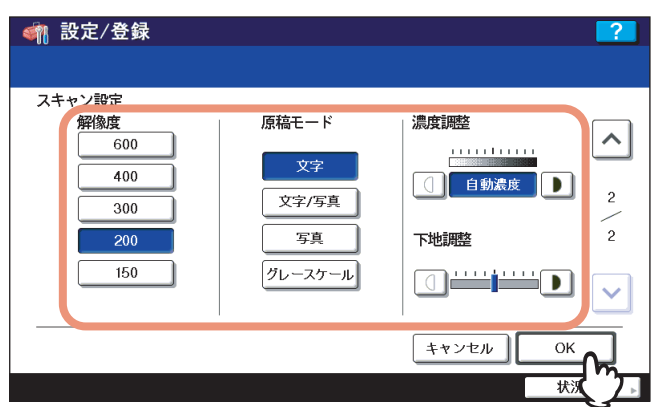 設定/登録
?
スキャン設定
解像度
600
400
300
200
150
原稿モード
文字
文字/写真
写真
グレースケール
濃度調整
自動濃度
下地調整
2
2
キャンセル
OK